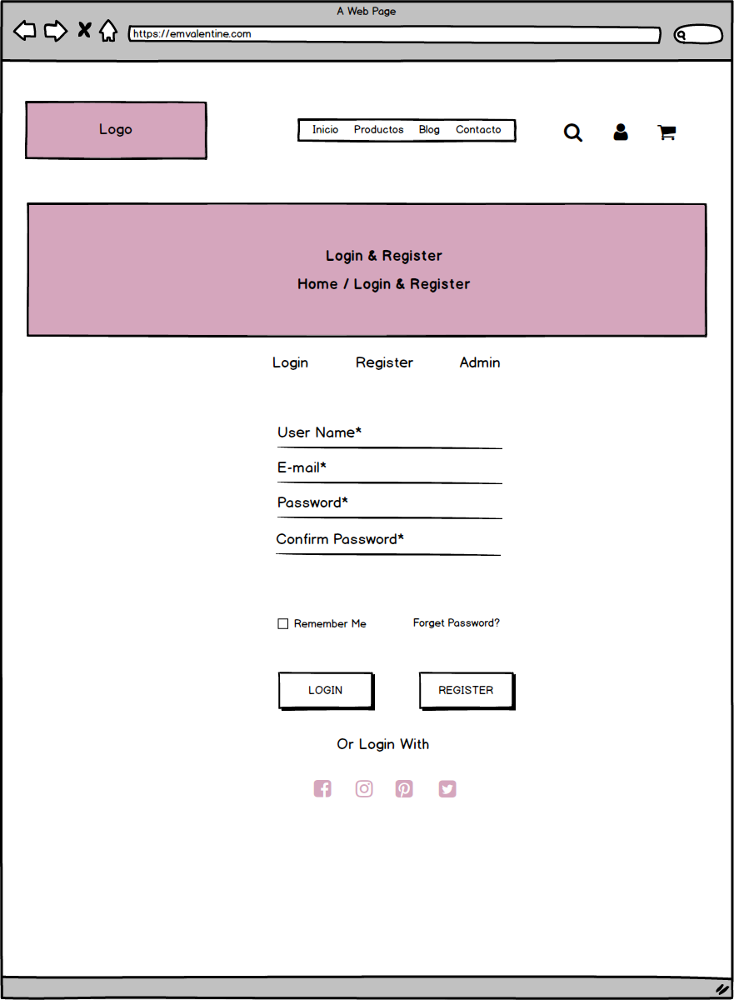 A Web Page
https://emvalentine.com
Logo
Inicio Productos Blog Contacto
Login & Register
Home / Login & Register
Login Register Admin
User Name*
E-mail*
Password*
Confirm Password*
Remember Me Forget Password?
LOGIN REGISTER
Or Login With